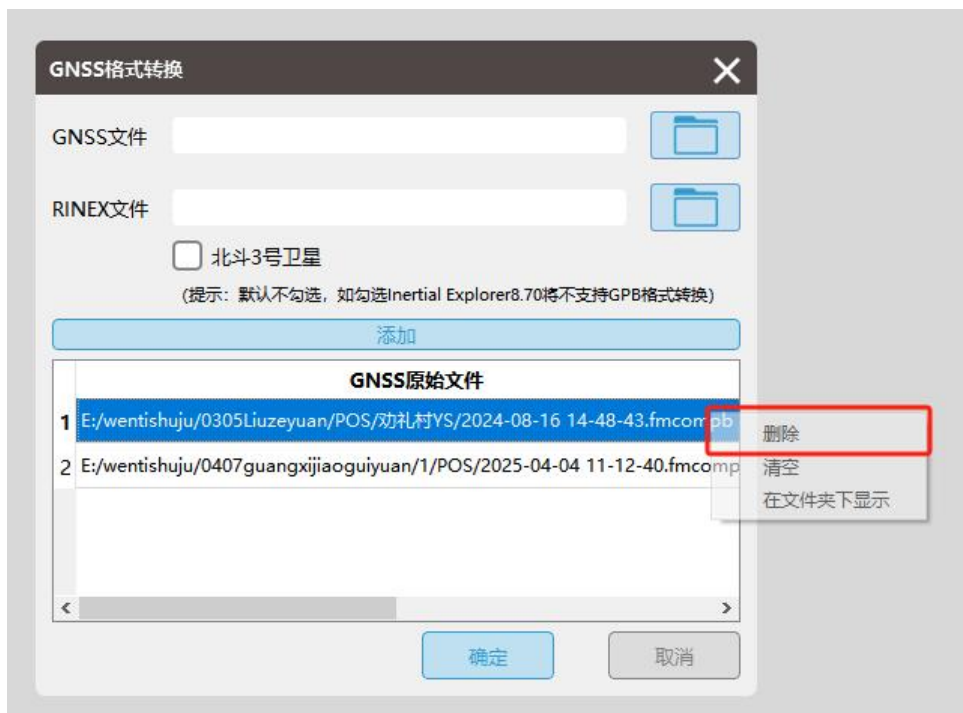 GNSS格式转换
GNSS文件
RINEX文件
北斗3号卫星
(提示：默认不勾选，如勾选Inertial Explorer8.70将不支持GPB格式转换)
添加
GNSS原始文件
1 E:/wentishuju/0305Liuzeyuan/POS/劝礼村YS/2024-08-16 14-48-43.fmcompb
删除
2 E:/wentishuju/0407guangxijiaoguiyuan/1/POS/2025-04-04 11-12-40.fmcomp
清空
在文件夹下显示
确定
取消